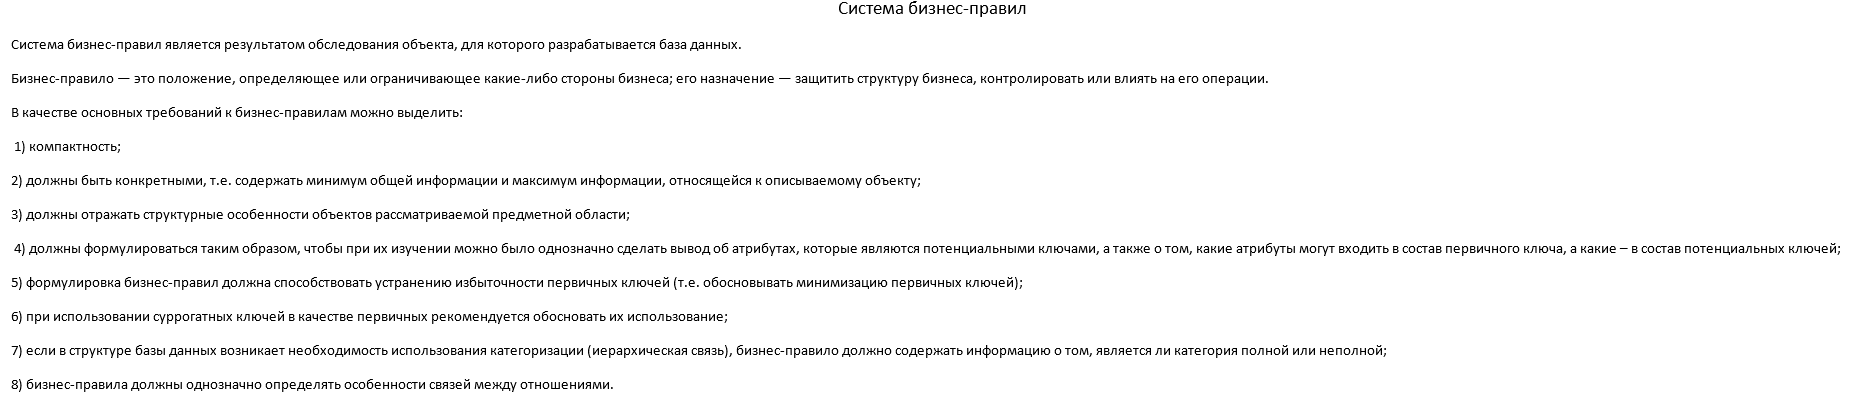 Система бизнес-правил
Система бизнес-правил является результатом обследования объекта, для которого разрабатывается база данных.
Бизнес-правило — это положение, определяющее или ограничивающее какие-либо стороны бизнеса; его назначение — защитить структуру бизнеса, контролировать или влиять на его операции.
В качестве основных требований к бизнес-правилам можно выделить:
1) компактность;
2) должны быть конкретными, т.е. содержать минимум общей информации и максимум информации, относящейся к описываемому объекту;
3) должны отражать структурные особенности объектов рассматриваемой предметной области;
4) должны формулироваться таким образом, чтобы при их изучении можно было однозначно сделать вывод об атрибутах, которые являются потенциальными ключами, а также о том, какие атрибуты могут входить в состав первичного ключа, а какие – в состав потенциальных ключей;
5) формулировка бизнес-правил должна способствовать устранению избыточности первичных ключей (т.е. обосновывать минимизацию первичных ключей);
6) при использовании суррогатных ключей в качестве первичных рекомендуется обосновать их использование;
7) если в структуре базы данных возникает необходимость использования категоризации (иерархическая связь), бизнес-правило должно содержать информацию о том, является ли категория полной или неполной;
8) бизнес-правила должны однозначно определять особенности связей между отношениями.